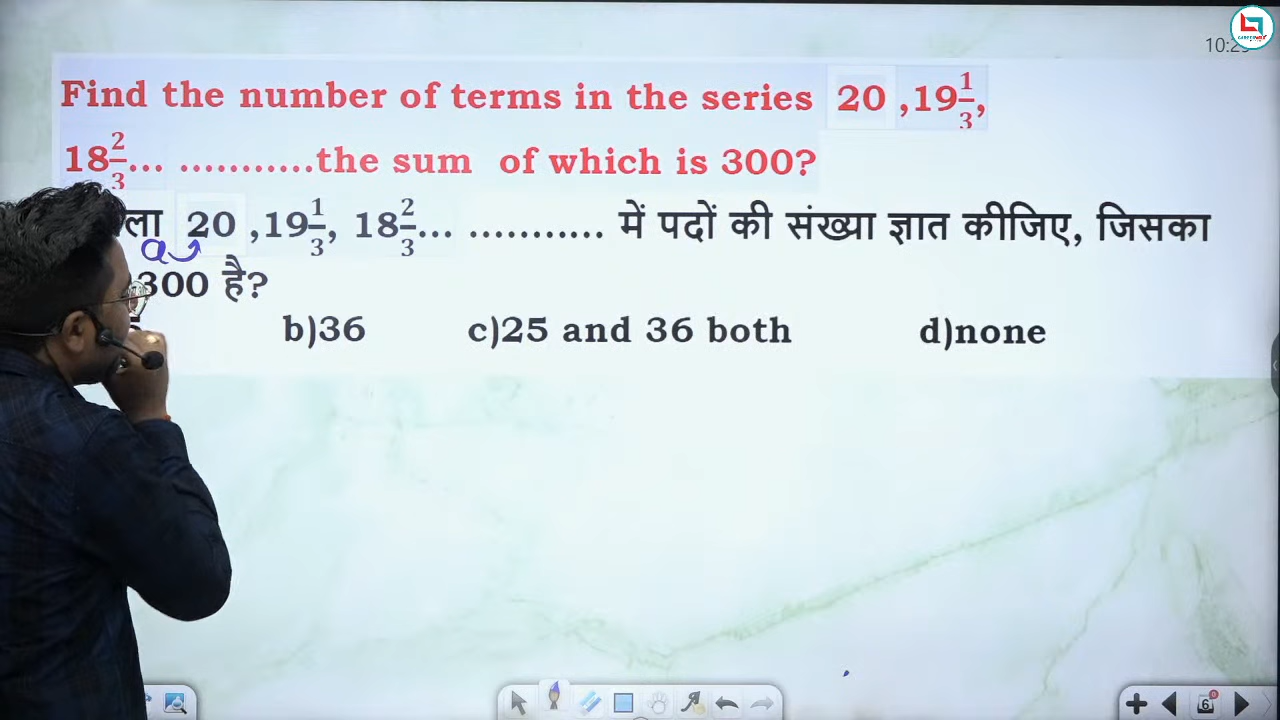 10:2
Find the number of terms in the series 20 ,19 1/3,
18 2/3... ...........the sum of which is 300?
ला 20 ,19 1/3, 18 2/3... ........... में पदों की संख्या ज्ञात कीजिए, जिसका
a
300 है?
b)36 c)25 and 36 both d)none
6